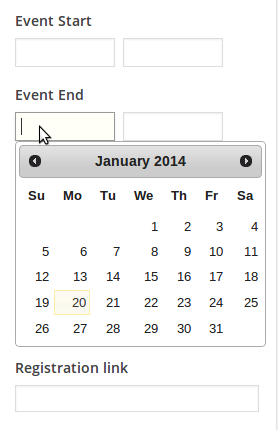 Event Start
Event End
January 2014
Su Mo Tu We Th Fr Sa
1 2 3 4
5 6 7 8 9 10 11
12 13 14 15 16 17 18
19 20 21 22 23 24 25
26 27 28 29 30 31
Registration link